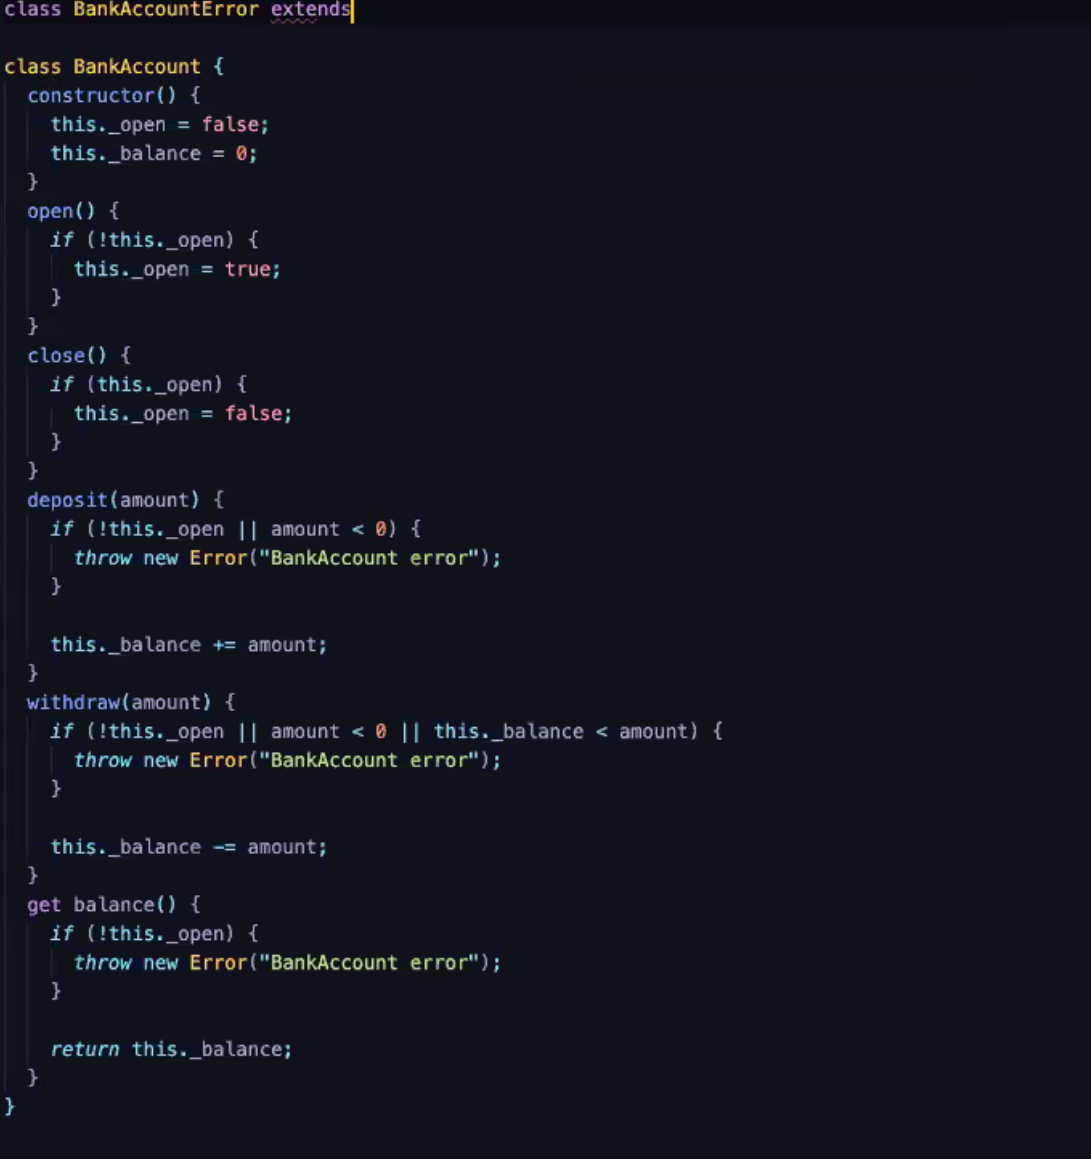 class BankAccountError extends
class BankAccount {
  constructor() {
    this._open = false;
    this._balance = 0;
  }
  open() {
    if (!this._open) {
      this._open = true;
    }
  }
  close() {
    if (this._open) {
      this._open = false;
    }
  }
  deposit(amount) {
    if (!this._open || amount < 0) {
      throw new Error("BankAccount error");
    }
    this._balance += amount;
  }
  withdraw(amount) {
    if (!this._open || amount < 0 || this._balance < amount) {
      throw new Error("BankAccount error");
    }
    this._balance -= amount;
  }
  get balance() {
    if (!this._open) {
      throw new Error("BankAccount error");
    }
    return this._balance;
  }
}